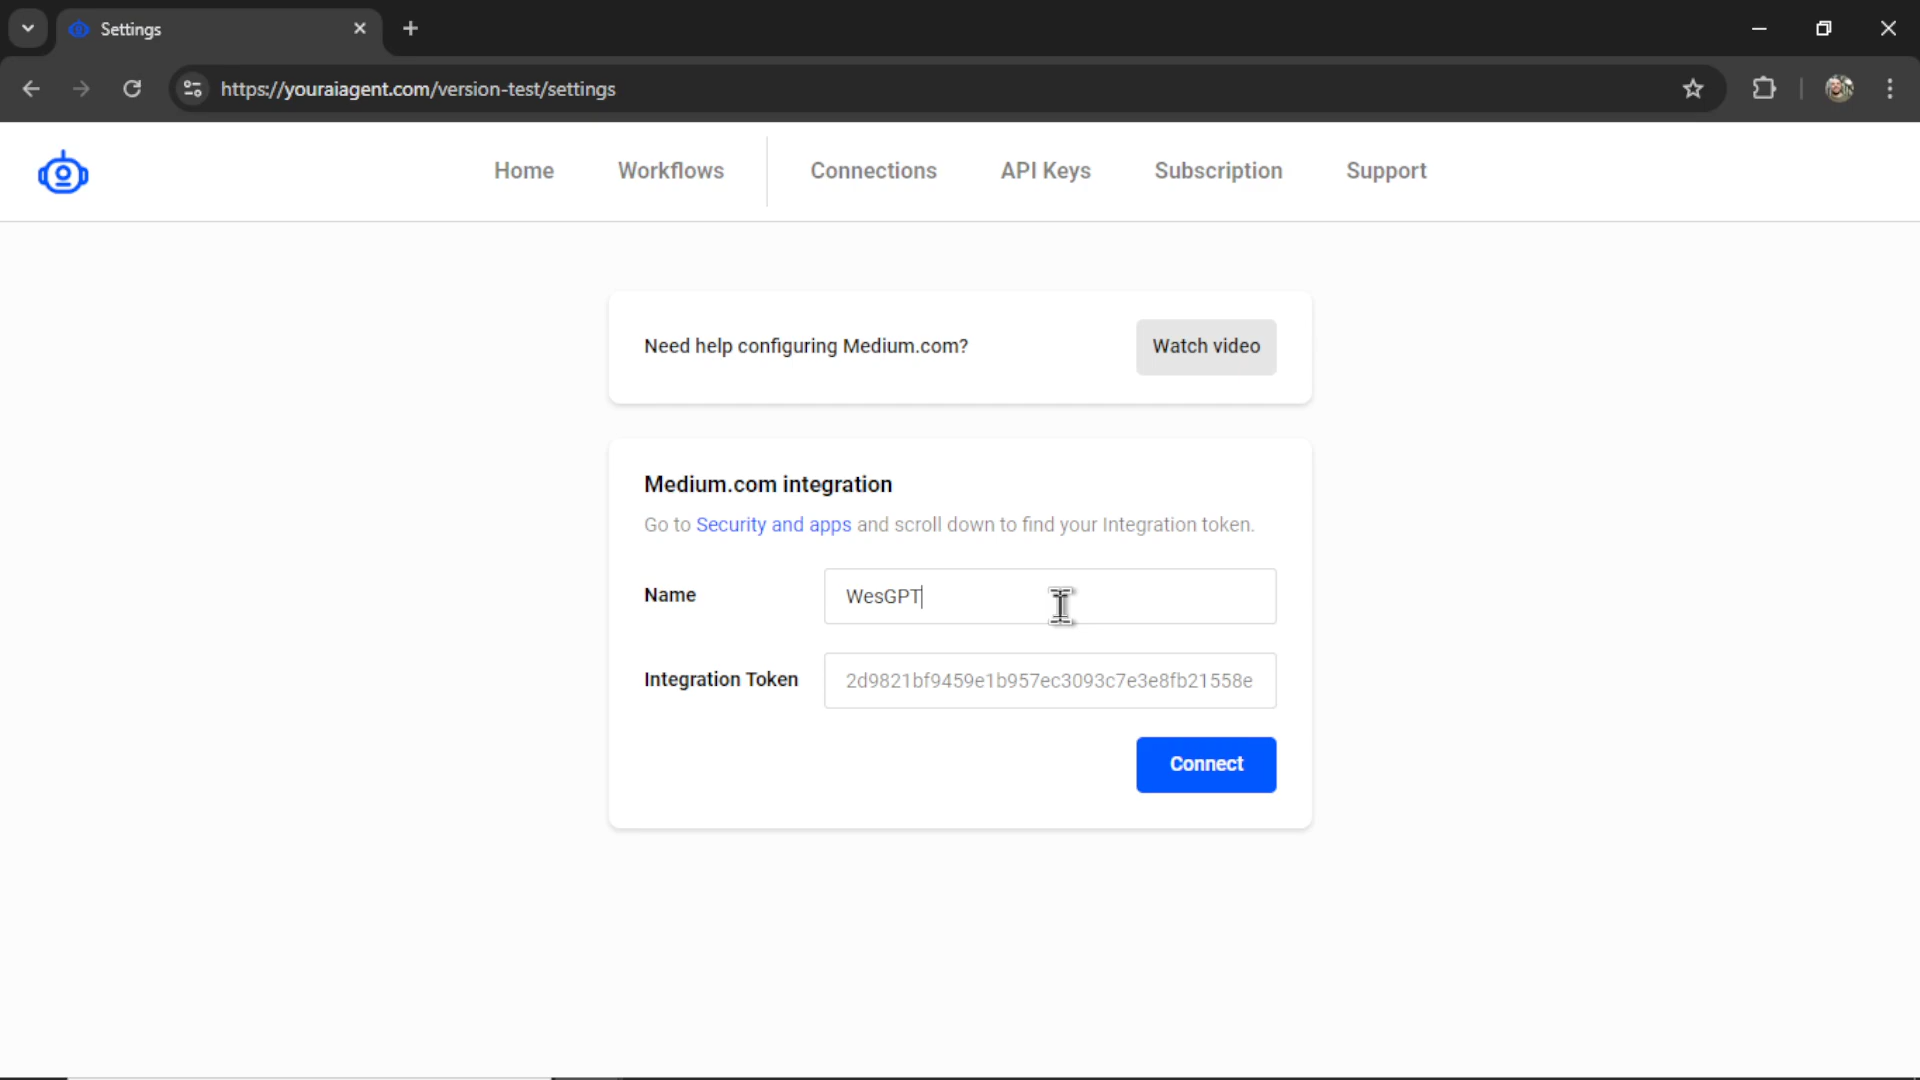 Settings
https://youraiagent.com/version-test/settings
Home Workflows Connections API Keys Subscription Support
Need help configuring Medium.com? Watch video
Medium.com integration
Go to Security and apps and scroll down to find your Integration token.
Name WesGPT
Integration Token 2d9821bf9459e1b957ec3093c7e3e8fb21558e
Connect